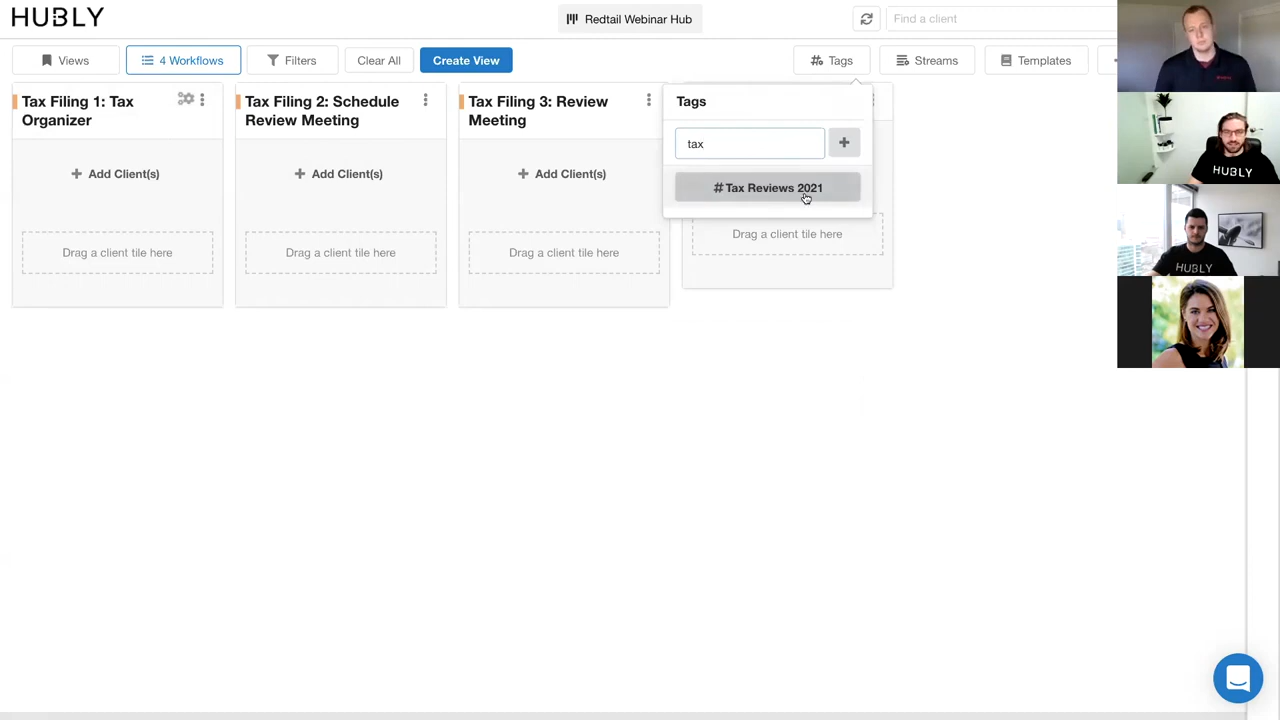 HUBLY
Redtail Webinar Hub
Find a client
Views
4 Workflows
Filters
Clear All
Create View
Tags
Streams
Templates
Tax Filing 1: Tax
Organizer
Add Client(s)
Drag a client tile here
Tax Filing 2: Schedule
Review Meeting
Add Client(s)
Drag a client tile here
Tax Filing 3: Review
Meeting
Add Client(s)
Drag a client tile here
Tags
tax
+
#Tax Reviews 2021
Drag a client tile here
HUBLY
HUBLY